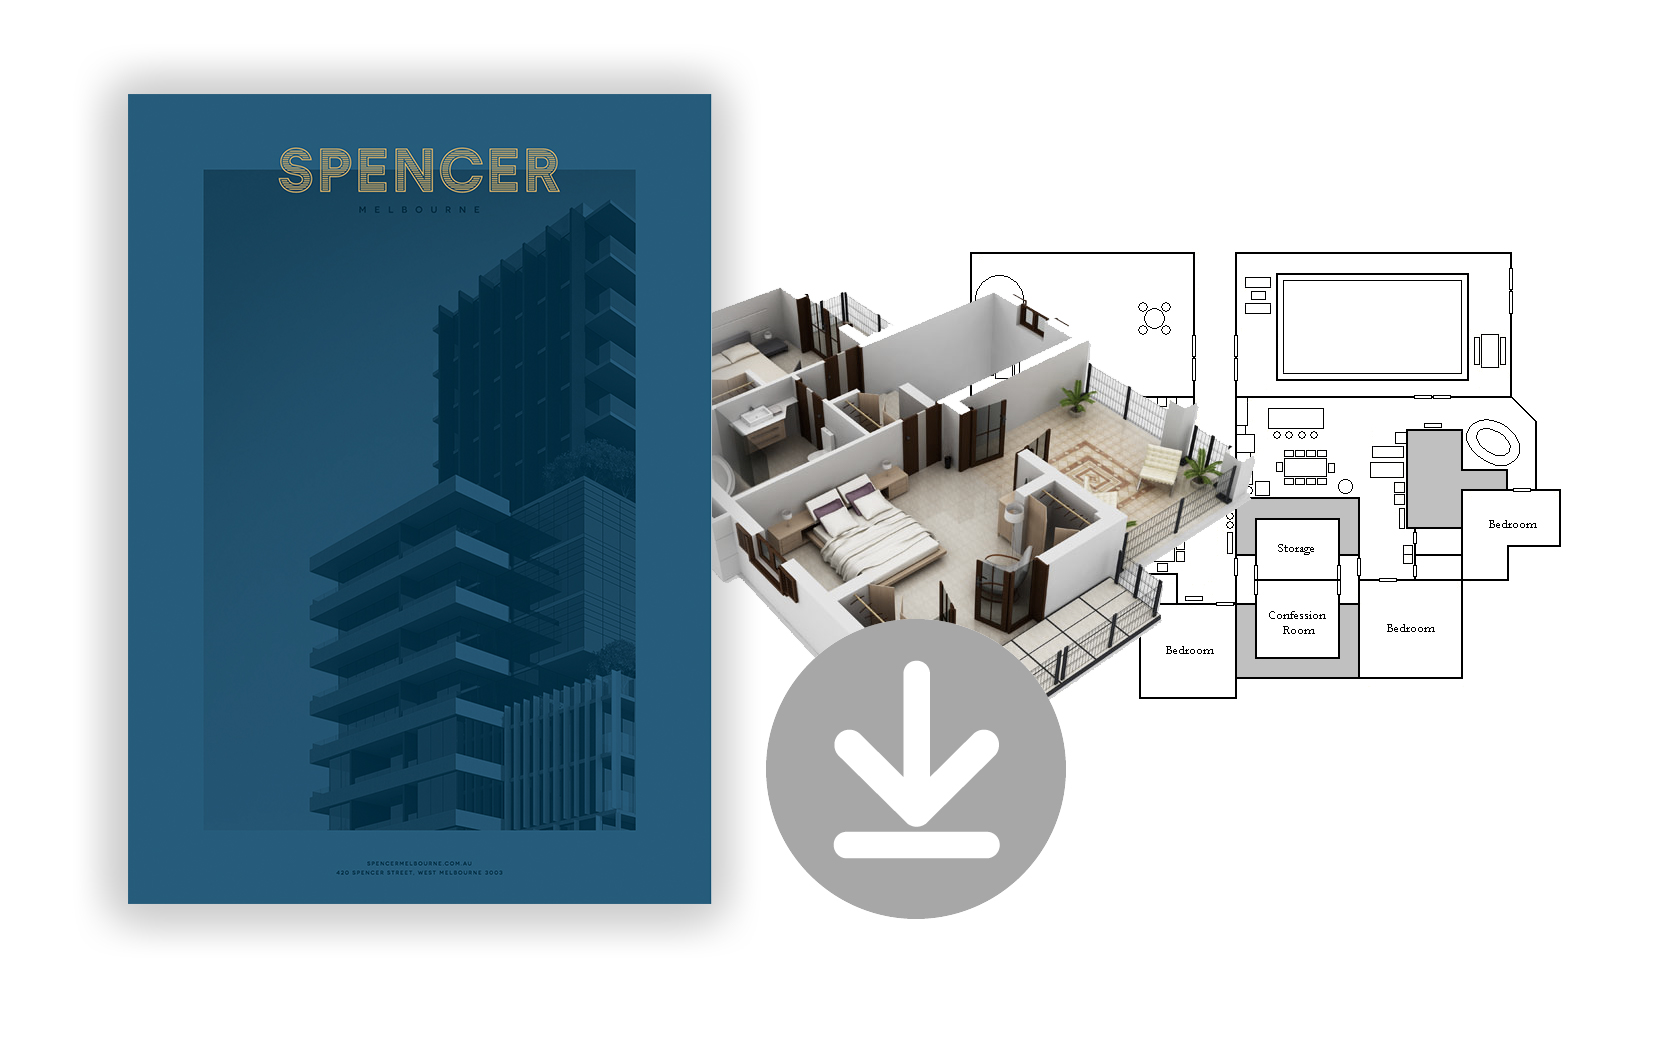 SPENCER
MELBOURNE
SPENCERMELBOURNE.COM.AU
420 SPENCER STREET, WEST MELBOURNE 3003
Bedroom
Storage
Confession
Room
Bedroom
Bedroom